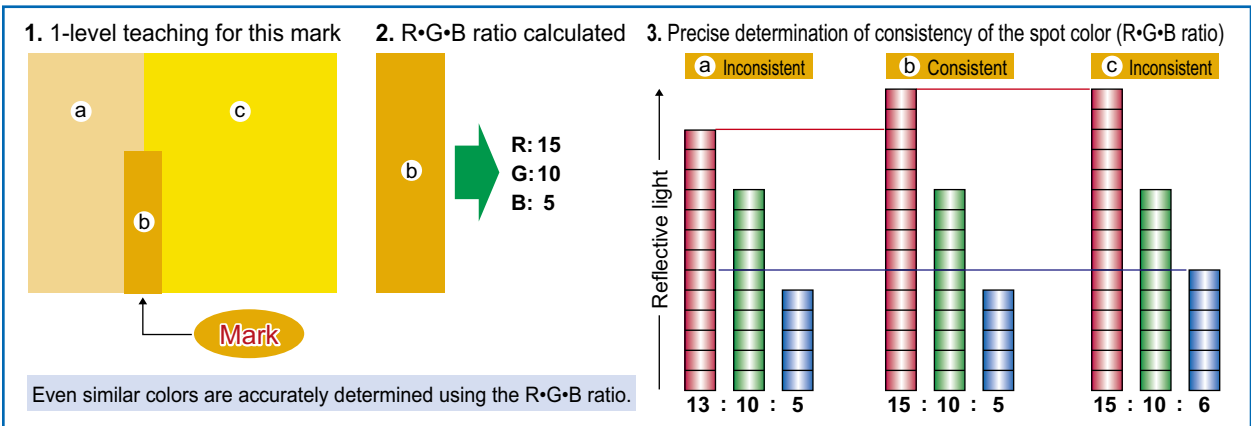 1. 1-level teaching for this mark
a
c
b
Mark
2. R•G•B ratio calculated
b
R: 15
G: 10
B: 5
Even similar colors are accurately determined using the R•G•B ratio.
3. Precise determination of consistency of the spot color (R•G•B ratio)
a Inconsistent
b Consistent
c Inconsistent
Reflective light
13 : 10 : 5
15 : 10 : 5
15 : 10 : 6